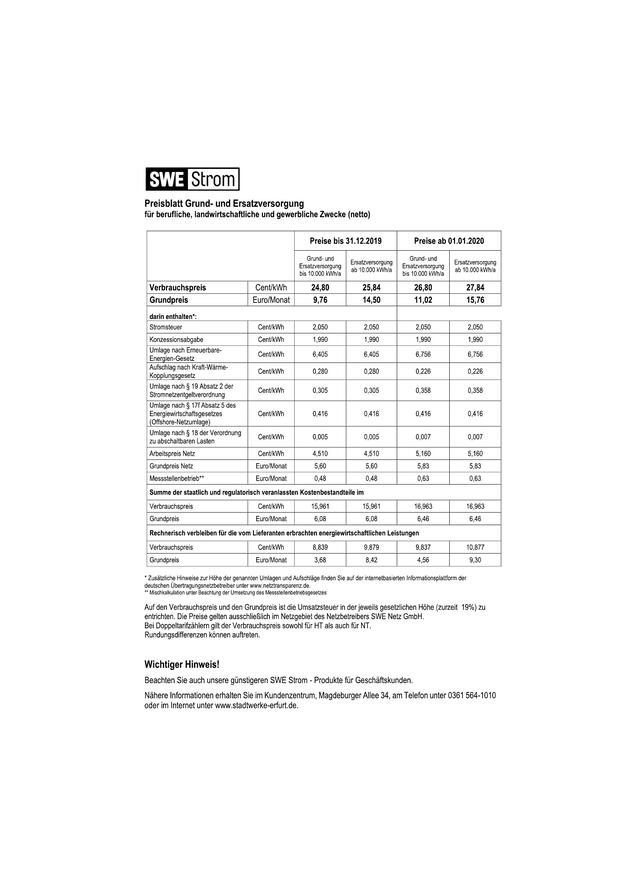 SWE Strom
Preisblatt Grund- und Ersatzversorgung
für berufliche, landwirtschaftliche und gewerbliche Zwecke (netto)
Preise bis 31.12.2019 Preise ab 01.01.2020
Grund- und Ersatzversorgung bis 10.000 kWh/a Ersatzversorgung ab 10.000 kWh/a Grund- und Ersatzversorgung bis 10.000 kWh/a Ersatzversorgung ab 10.000 kWh/a
Verbrauchspreis Cent/kWh 24,80 25,84 26,80 27,84
Grundpreis Euro/Monat 9,76 14,50 11,02 15,76
darin enthalten*:
Stromsteuer Cent/kWh 2,050 2,050 2,050 2,050
Konzessionsabgabe Cent/kWh 1,990 1,990 1,990 1,990
Umlage nach Erneuerbare-
Energien-Gesetz Cent/kWh 6,405 6,405 6,756 6,756
Aufschlag nach Kraft-Wärme-
Kopplungsgesetz Cent/kWh 0,280 0,280 0,226 0,226
Umlage nach § 19 Absatz 2 der
Stromnetzentgeltverordnung Cent/kWh 0,305 0,305 0,358 0,358
Umlage nach § 17f Absatz 5 des
Energiewirtschaftsgesetzes
(Offshore-Netzumlage) Cent/kWh 0,416 0,416 0,416 0,416
Umlage nach § 18 der Verordnung
zu abschaltbaren Lasten Cent/kWh 0,005 0,005 0,007 0,007
Arbeitspreis Netz Cent/kWh 4,510 4,510 5,160 5,160
Grundpreis Netz Euro/Monat 5,60 5,60 5,83 5,83
Messstellenbetrieb** Euro/Monat 0,48 0,48 0,63 0,63
Summe der staatlich und regulatorisch veranlassten Kostenbestandteile im
Verbrauchspreis Cent/kWh 15,961 15,961 16,963 16,963
Grundpreis Euro/Monat 6,08 6,08 6,46 6,46
Rechnerisch verbleiben für die vom Lieferanten erbrachten energiewirtschaftlichen Leistungen
Verbrauchspreis Cent/kWh 8,839 9,879 9,837 10,877
Grundpreis Euro/Monat 3,68 8,42 4,56 9,30
* Zusätzliche Hinweise zur Höhe der genannten Umlagen und Aufschläge finden Sie auf der internetbasierten Informationsplattform der
deutschen Übertragungsnetzbetreiber unter www.netztransparenz.de.
** Mischkalkulation unter Beachtung der Umsetzung des Messstellenbetriebsgesetzes
Auf den Verbrauchspreis und den Grundpreis ist die Umsatzsteuer in der jeweils gesetzlichen Höhe (zurzeit 19%) zu
entrichten. Die Preise gelten ausschließlich im Netzgebiet des Netzbetreibers SWE Netz GmbH.
Bei Doppeltarifzählern gilt der Verbrauchspreis sowohl für HT als auch für NT.
Rundungsdifferenzen können auftreten.
Wichtiger Hinweis!
Beachten Sie auch unsere günstigeren SWE Strom - Produkte für Geschäftskunden.
Nähere Informationen erhalten Sie im Kundenzentrum, Magdeburger Allee 34, am Telefon unter 0361 564-1010
oder im Internet unter www.stadtwerke-erfurt.de.